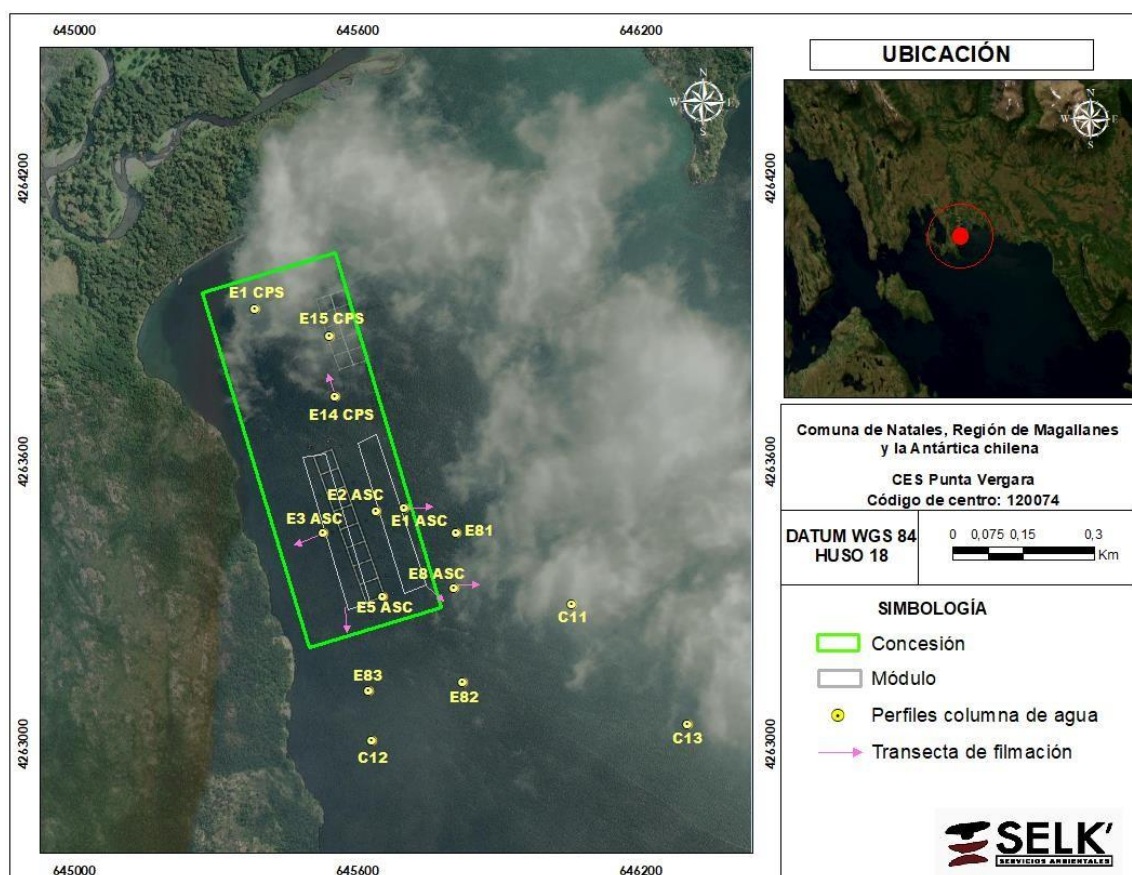 645000
645600
646200
4264200
4264200
N
W
E
S
E1 CPS
E15 CPS
E14 CPS
4263600
4263600
E2 ASC
E3 ASC
E1 ASC
E81
E8 ASC
E5 ASC
C11
E83
E82
C12
C13
4263000
4263000
645000
645600
646200
UBICACIÓN
N
W
E
S
Comuna de Natales, Región de Magallanes
y la Antártica chilena
CES Punta Vergara
Código de centro: 120074
DATUM WGS 84
HUSO 18
0 0,075 0,15 0,3
Km
SIMBOLOGÍA
Concesión
Módulo
Perfiles columna de agua
Transecta de filmación
SELK'
SERVICIOS AMBIENTALES